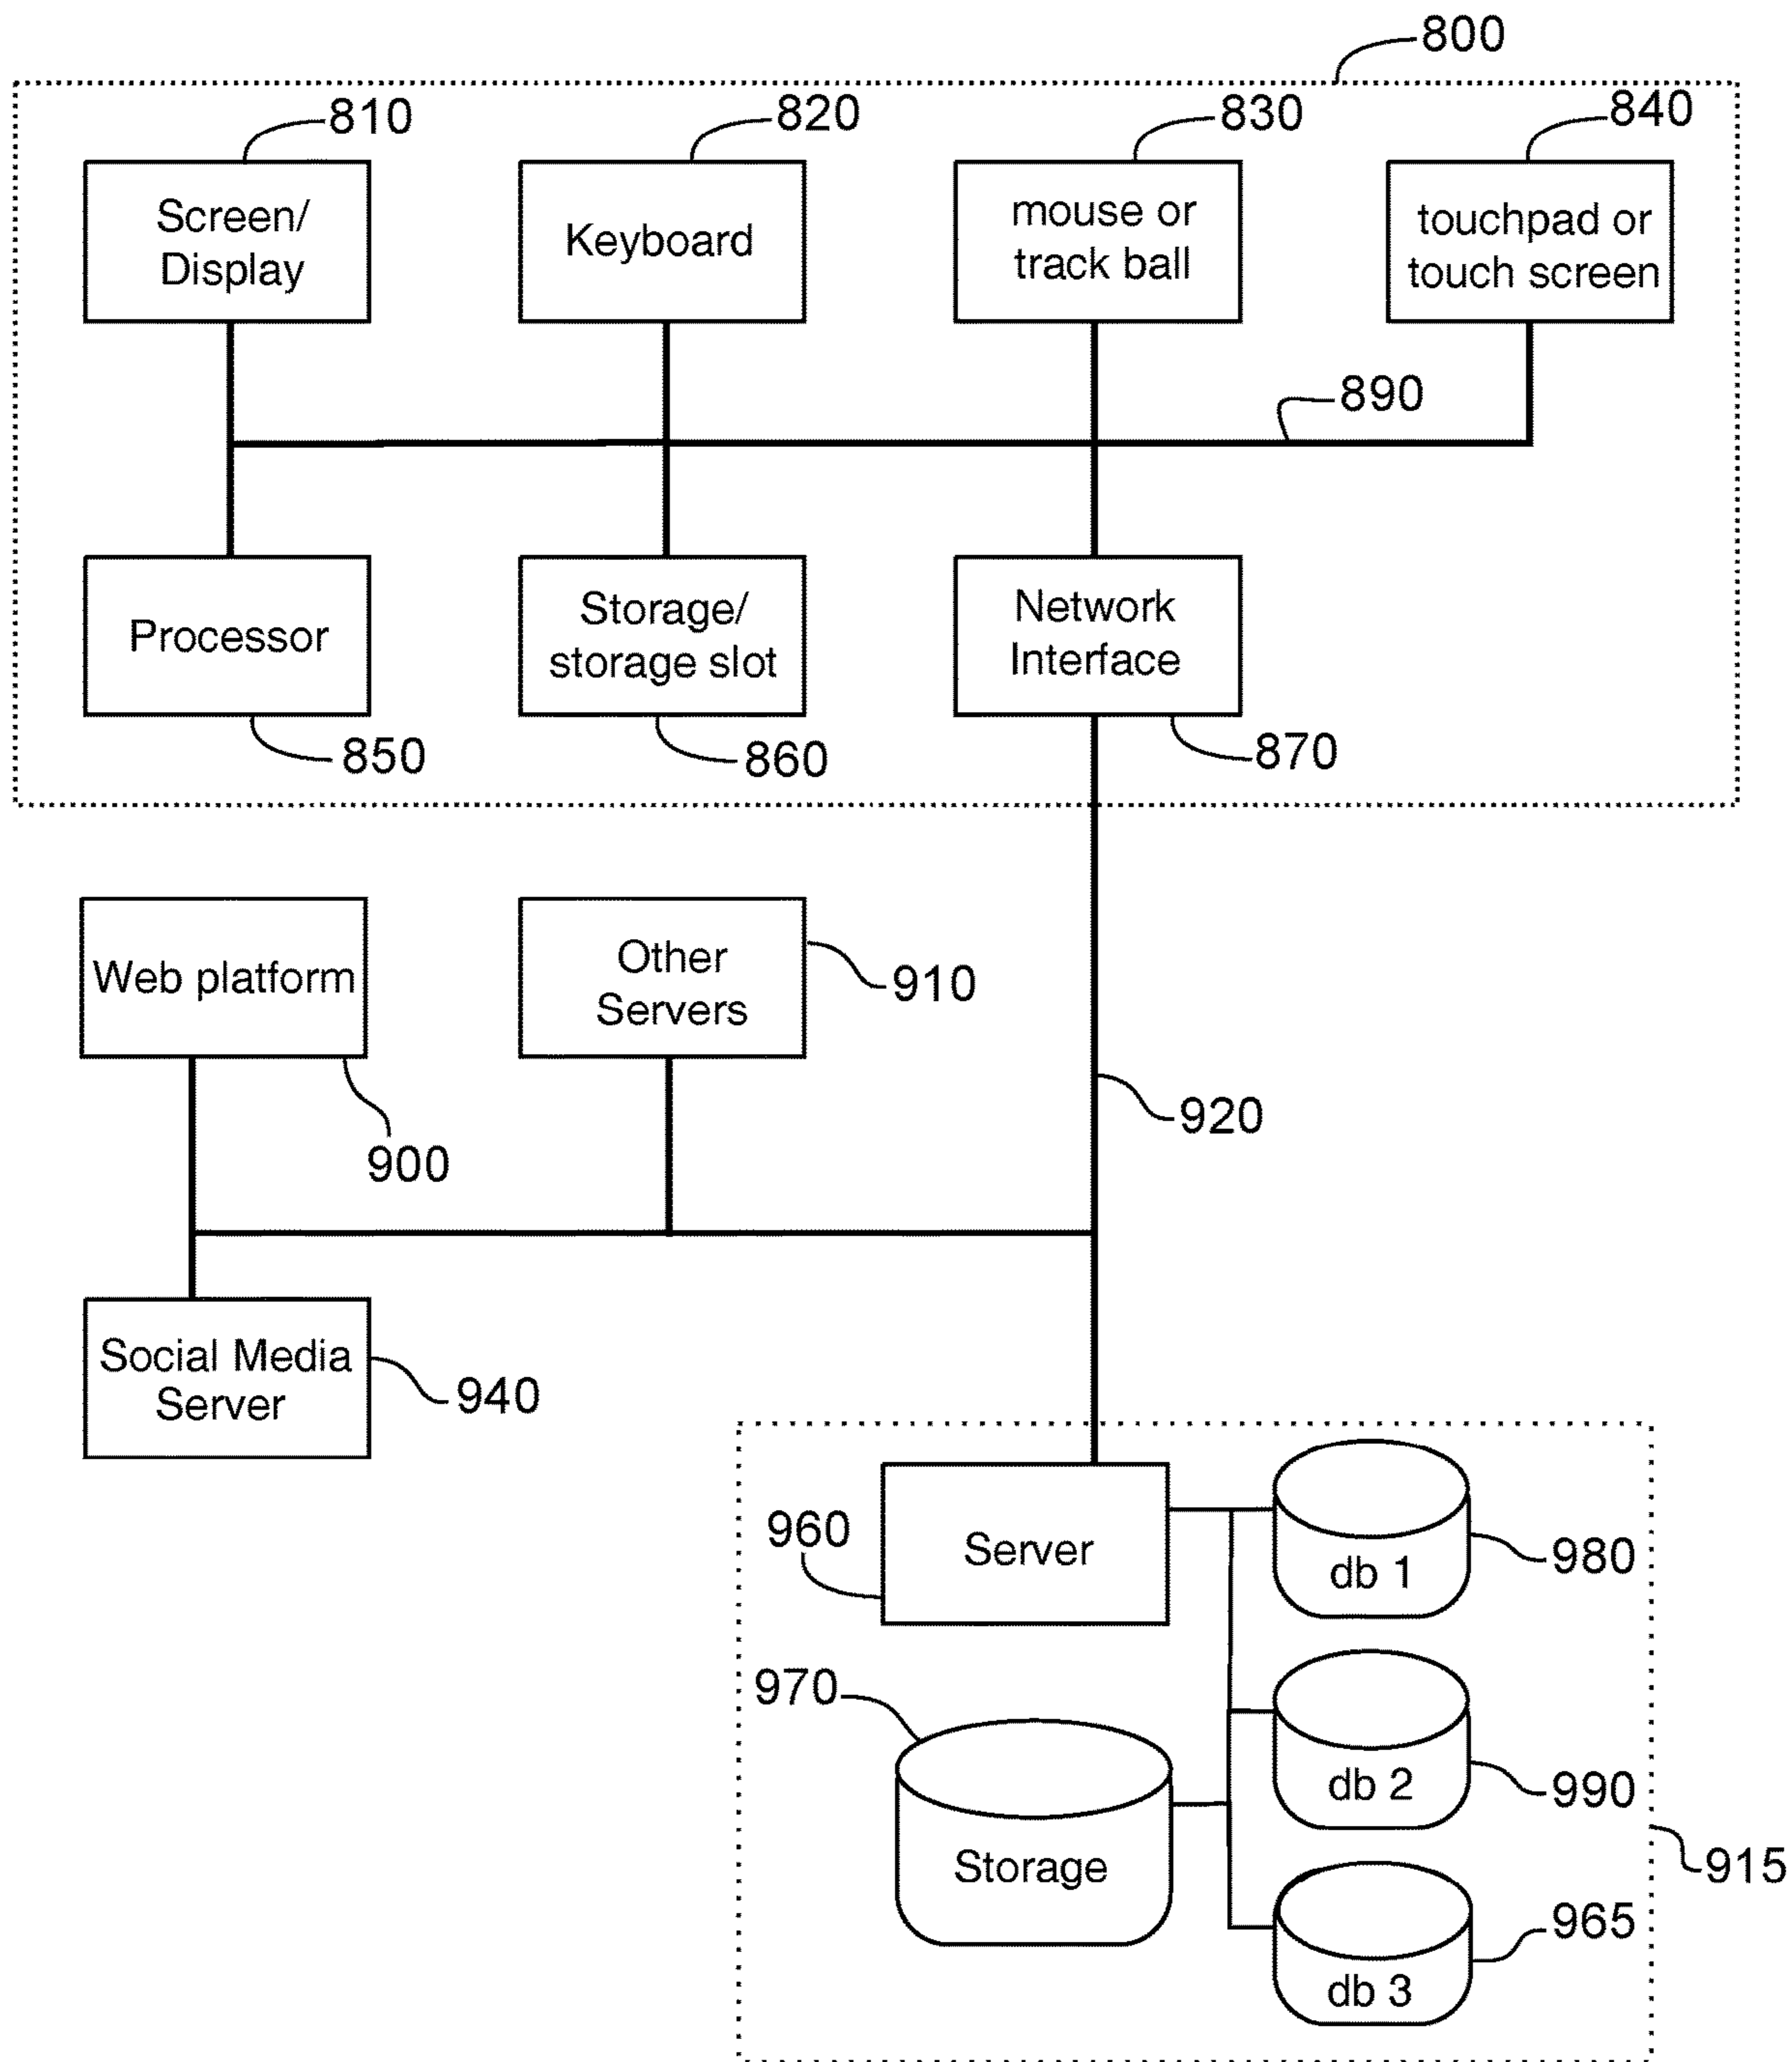 800
810
820
830
840
Screen/
Display
Keyboard
mouse or
track ball
touchpad or
touch screen
890
Processor
Storage/
storage slot
Network
Interface
850
860
870
Web platform
Other
Servers
910
900
920
Social Media
Server
940
960
Server
db 1
980
970
Storage
db 2
990
915
db 3
965